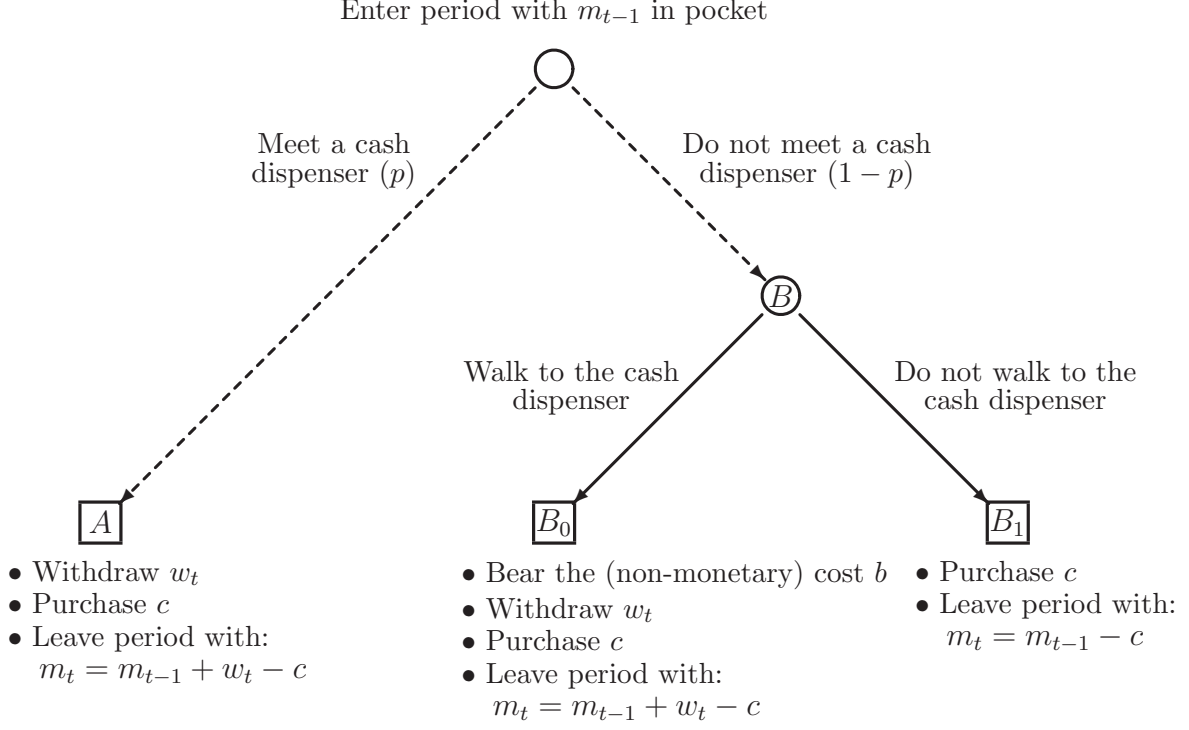 Enter period with $m_{t-1}$ in pocket
Meet a cash
dispenser $(p)$
Do not meet a cash
dispenser $(1-p)$
$B$
Walk to the cash
dispenser
Do not walk to the
cash dispenser
$A$
• Withdraw $w_t$
• Purchase $c$
• Leave period with:
$m_t = m_{t-1} + w_t - c$
$B_0$
• Bear the (non-monetary) cost $b$
• Withdraw $w_t$
• Purchase $c$
• Leave period with:
$m_t = m_{t-1} + w_t - c$
$B_1$
• Purchase $c$
• Leave period with:
$m_t = m_{t-1} - c$